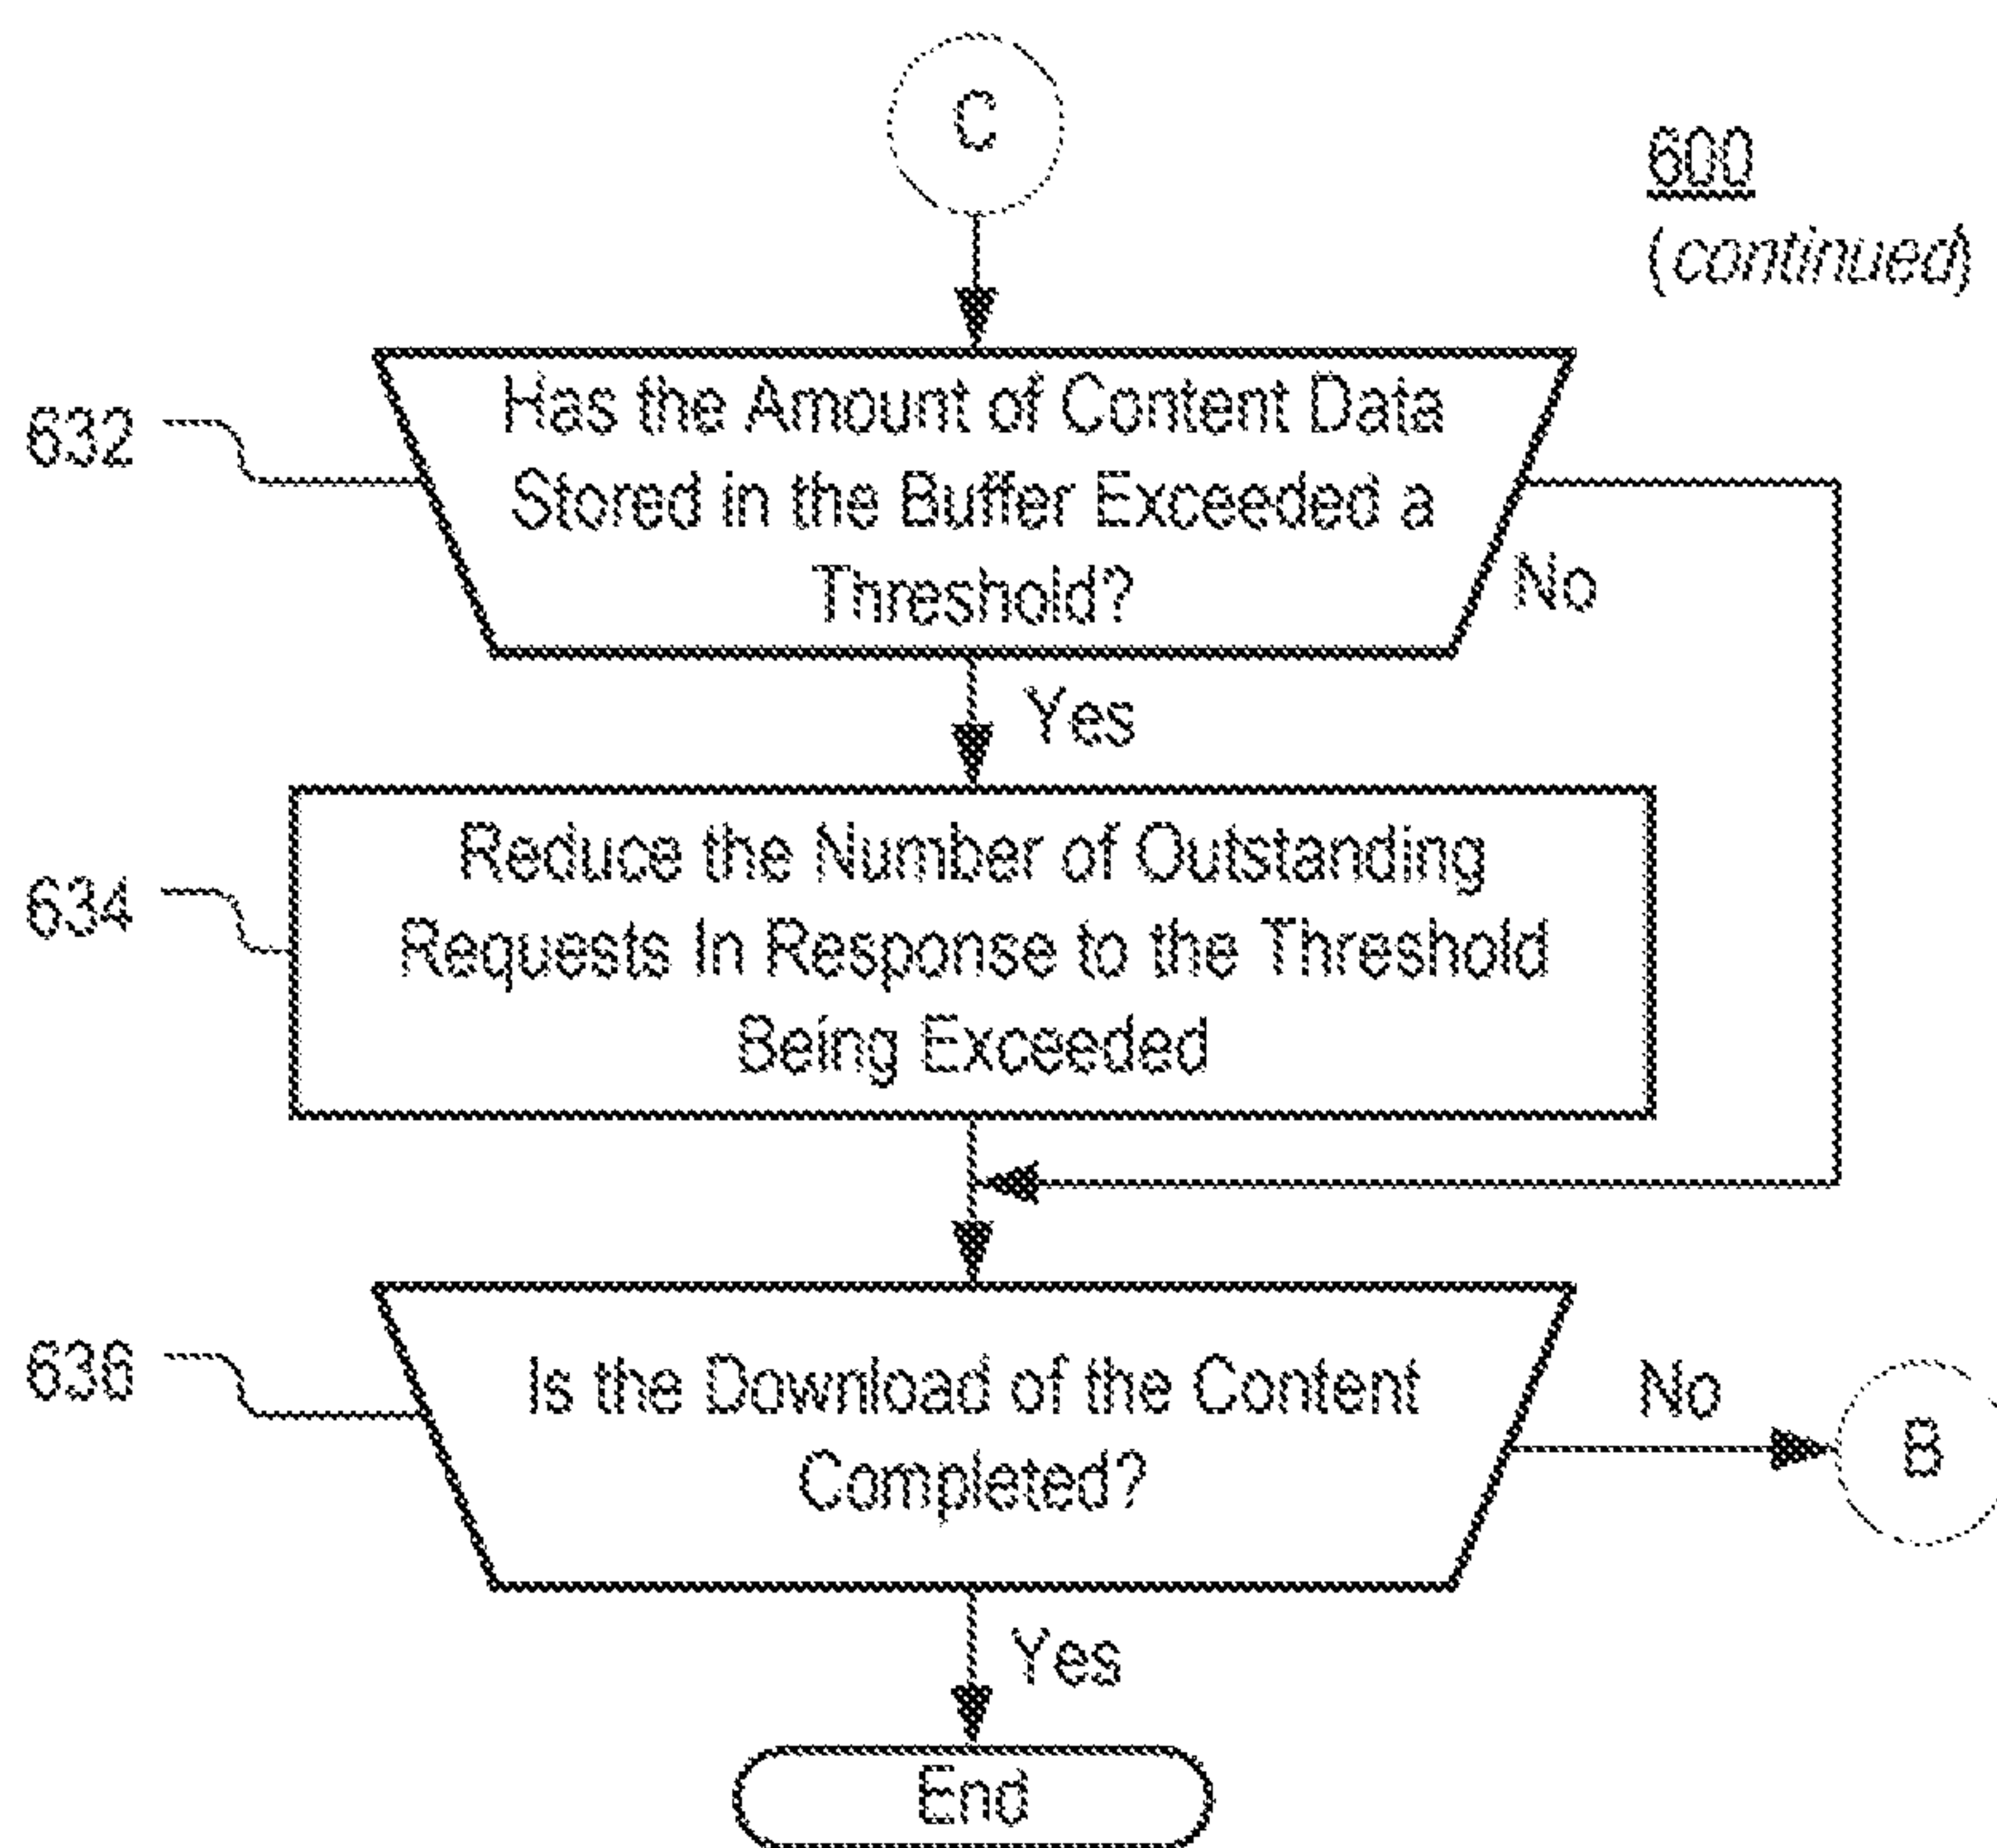 C
600
(continued)
632
Has the Amount of Content Data
Stored in the Buffer Exceeded a
Threshold?
No
Yes
634
Reduce the Number of Outstanding
Requests In Response to the Threshold
Being Exceeded
636
Is the Download of the Content
Completed?
No
B
Yes
End